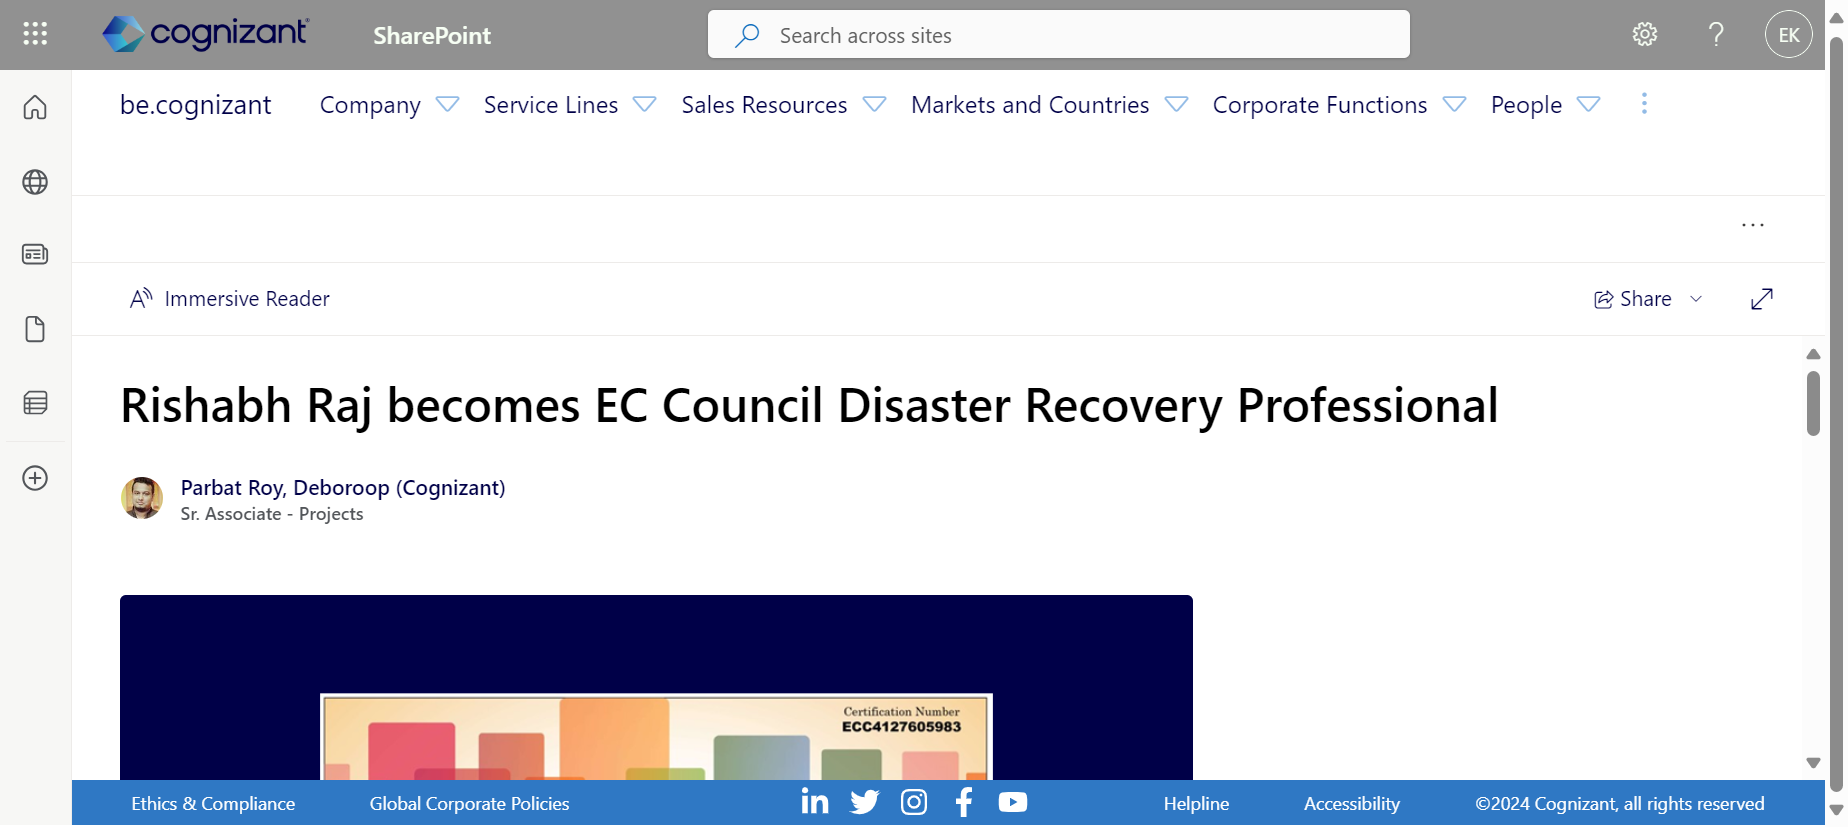 cognizant
SharePoint
Search across sites
?
EK
be.cognizant
Company
Service Lines
Sales Resources
Markets and Countries
Corporate Functions
People
Immersive Reader
Share
Rishabh Raj becomes EC Council Disaster Recovery Professional
Parbat Roy, Deboroop (Cognizant)
Sr. Associate - Projects
Certification Number
ECC4127605983
Ethics & Compliance
Global Corporate Policies
Helpline
Accessibility
©2024 Cognizant, all rights reserved